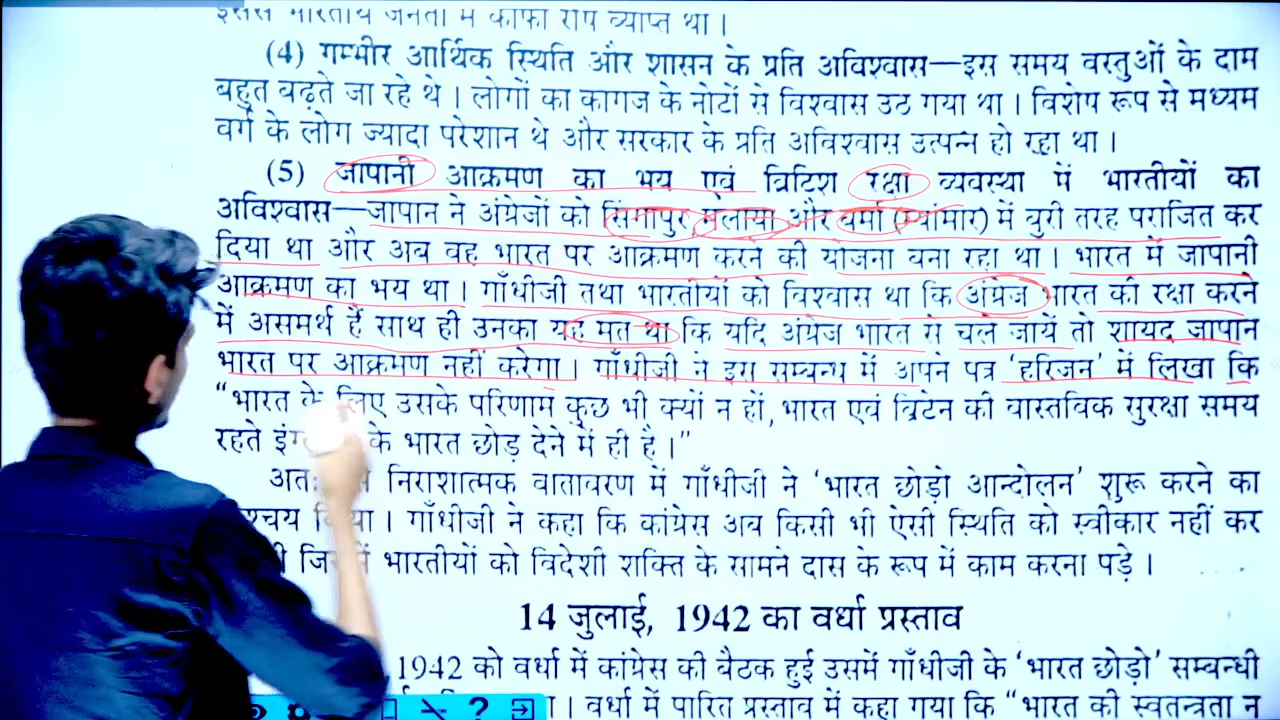 इससे भारतीय जनता में काफी रोष व्याप्त था ।
(4) गम्भीर आर्थिक स्थिति और शासन के प्रति अविश्वास—इस समय वस्तुओं के दाम
बहुत बढ़ते जा रहे थे । लोगों का कागज के नोटों से विश्वास उठ गया था । विशेष रूप से मध्यम
वर्ग के लोग ज्यादा परेशान थे और सरकार के प्रति अविश्वास उत्पन्न हो रहा था ।
(5) जापानी आक्रमण का भय एवं ब्रिटिश रक्षा व्यवस्था में भारतीयों का
अविश्वास—जापान ने अंग्रेजों को सिंगापुर मलाया और बर्मा (म्यांमार) में बुरी तरह पराजित कर
दिया था और अब वह भारत पर आक्रमण करने की योजना बना रहा था । भारत में जापानी
आक्रमण का भय था । गाँधीजी तथा भारतीयों को विश्वास था कि अंग्रेज भारत की रक्षा करने
में असमर्थ हैं साथ ही उनका यह मत था कि यदि अंग्रेज भारत से चले जायें तो शायद जापान
भारत पर आक्रमण नहीं करेगा । गाँधीजी ने इस सम्बन्ध में अपने पत्र ‘हरिजन’ में लिखा कि
“भारत के लिए उसके परिणाम कुछ भी क्यों न हों, भारत एवं ब्रिटेन की वास्तविक सुरक्षा समय
रहते के भारत छोड़ देने में ही है ।”
निराशात्मक वातावरण में गाँधीजी ने ‘भारत छोड़ो आन्दोलन’ शुरू करने का
। गाँधीजी ने कहा कि कांग्रेस अब किसी भी ऐसी स्थिति को स्वीकार नहीं कर
भारतीयों को विदेशी शक्ति के सामने दास के रूप में काम करना पड़े ।
14 जुलाई, 1942 का वर्धा प्रस्ताव
1942 को वर्धा में कांग्रेस की बैठक हुई उसमें गाँधीजी के ‘भारत छोड़ो’ सम्बन्धी
। वर्धा में पारित प्रस्ताव में कहा गया कि “भारत की स्वतन्त्रता न